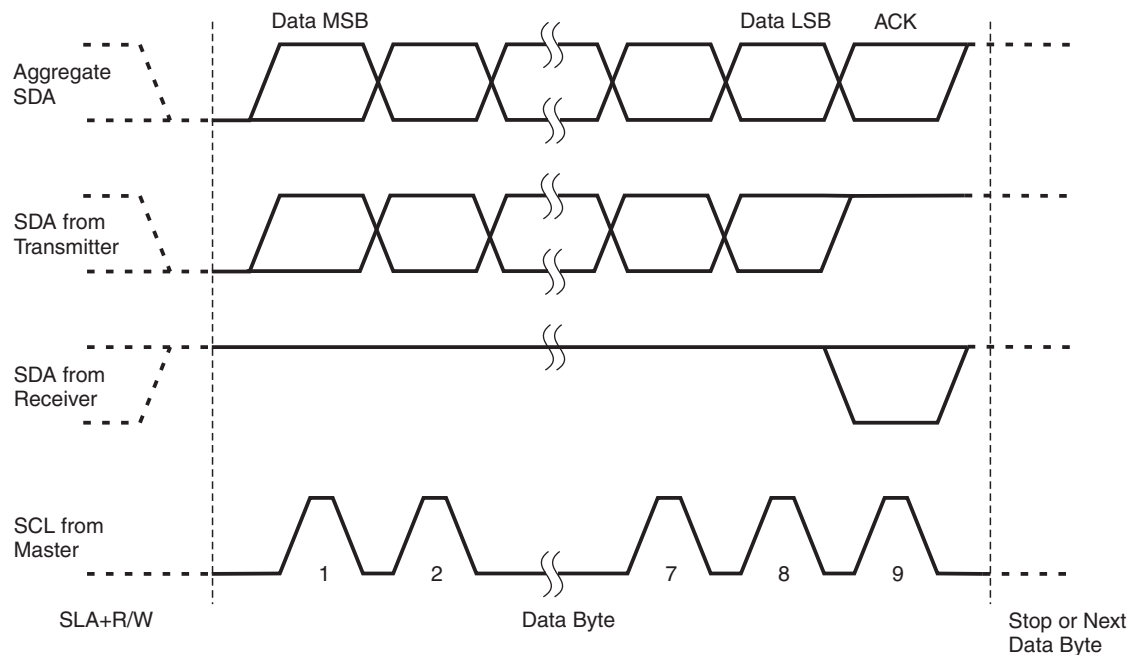 Data MSB
Data LSB
ACK
Aggregate
SDA
SDA from
Transmitter
SDA from
Receiver
SCL from
Master
1
2
7
8
9
SLA+R/W
Data Byte
Stop or Next
Data Byte